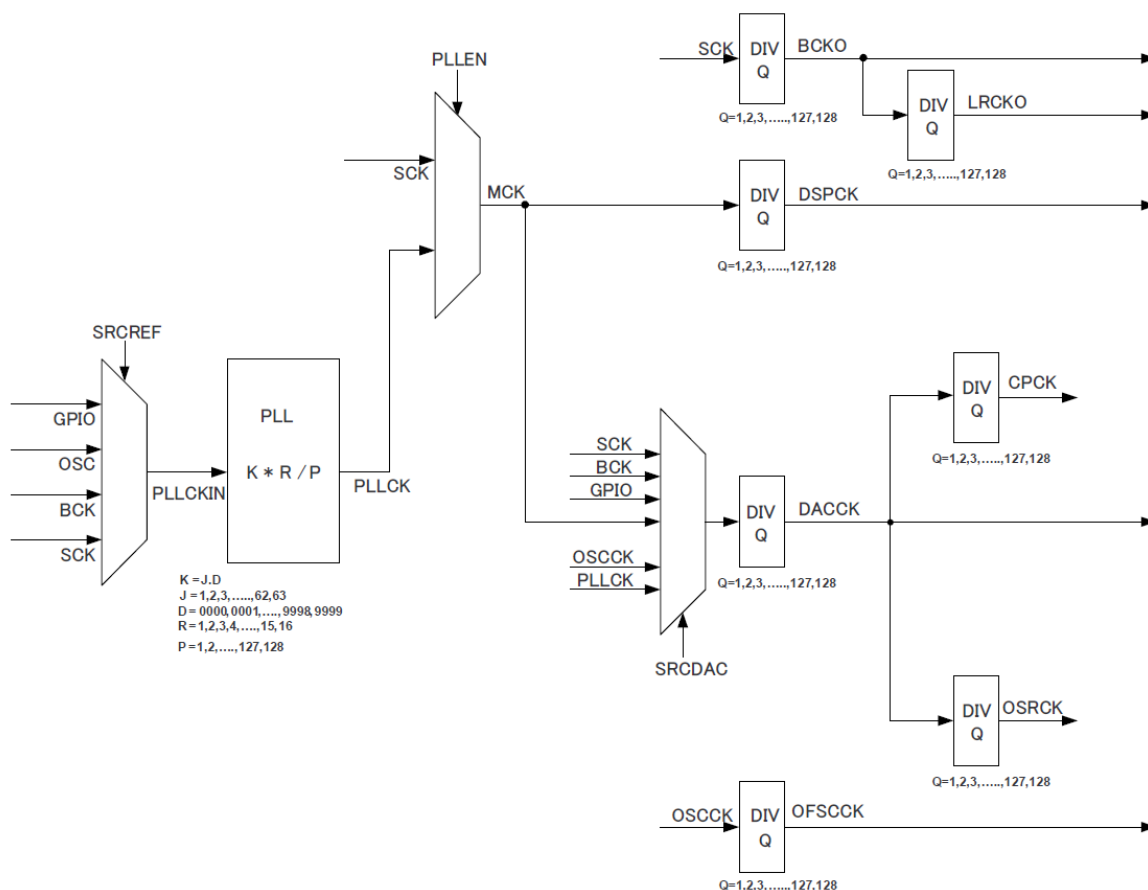 SCK
DIV
Q
BCKO
Q=1,2,3,.....,127,128
DIV
Q
LRCKO
Q=1,2,3,.....,127,128
PLLEN
SCK
MCK
DIV
Q
DSPCK
Q=1,2,3,.....,127,128
SRCREF
GPIO
OSC
BCK
SCK
PLLCKIN
PLL
K * R / P
PLLCK
K = J.D
J = 1,2,3,.....,62,63
D = 0000,0001,....,9998,9999
R = 1,2,3,4,....,15,16
P = 1,2,....,127,128
SCK
BCK
GPIO
OSCCK
PLLCK
SRCDAC
DIV
Q
DACCK
Q=1,2,3,.....,127,128
DIV
Q
CPCK
Q=1,2,3,.....,127,128
DIV
Q
OSRCK
Q=1,2,3,.....,127,128
OSCCK
DIV
Q
OFSCCK
Q=1,2,3,.....,127,128